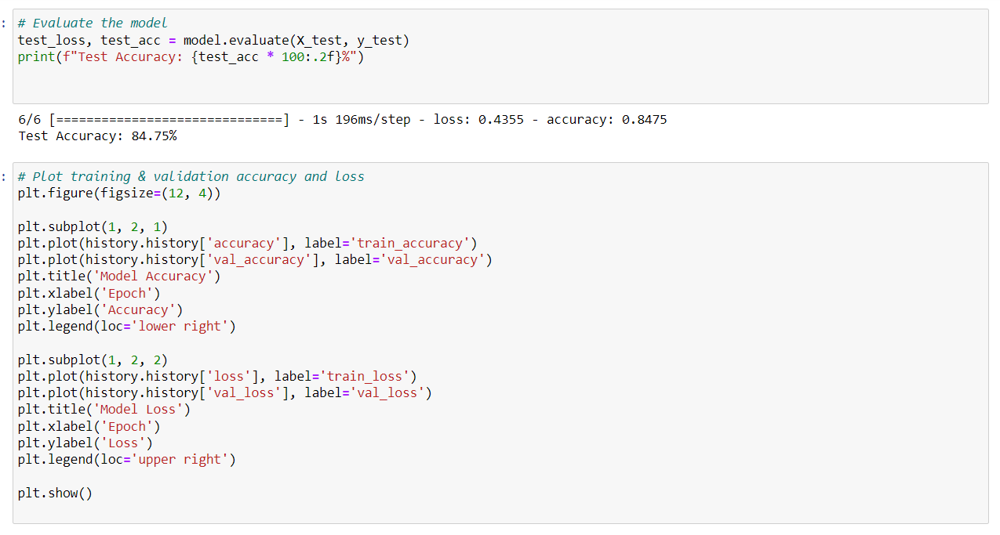 : # Evaluate the model
test_loss, test_acc = model.evaluate(X_test, y_test)
print(f"Test Accuracy: {test_acc * 100:.2f}%")
6/6 [==============================] - 1s 196ms/step - loss: 0.4355 - accuracy: 0.8475
Test Accuracy: 84.75%
: # Plot training & validation accuracy and loss
plt.figure(figsize=(12, 4))
plt.subplot(1, 2, 1)
plt.plot(history.history['accuracy'], label='train_accuracy')
plt.plot(history.history['val_accuracy'], label='val_accuracy')
plt.title('Model Accuracy')
plt.xlabel('Epoch')
plt.ylabel('Accuracy')
plt.legend(loc='lower right')
plt.subplot(1, 2, 2)
plt.plot(history.history['loss'], label='train_loss')
plt.plot(history.history['val_loss'], label='val_loss')
plt.title('Model Loss')
plt.xlabel('Epoch')
plt.ylabel('Loss')
plt.legend(loc='upper right')
plt.show()